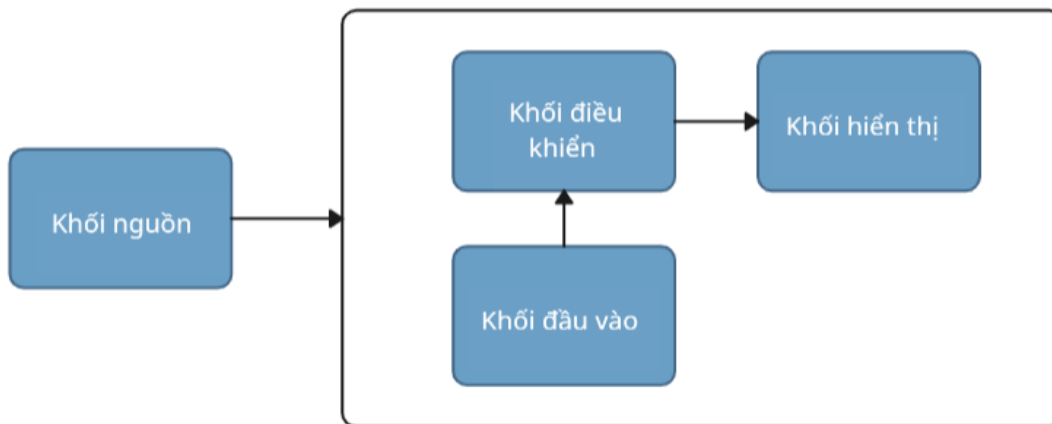 Khối điều
khiển
Khối hiển thị
Khối nguồn
Khối đầu vào